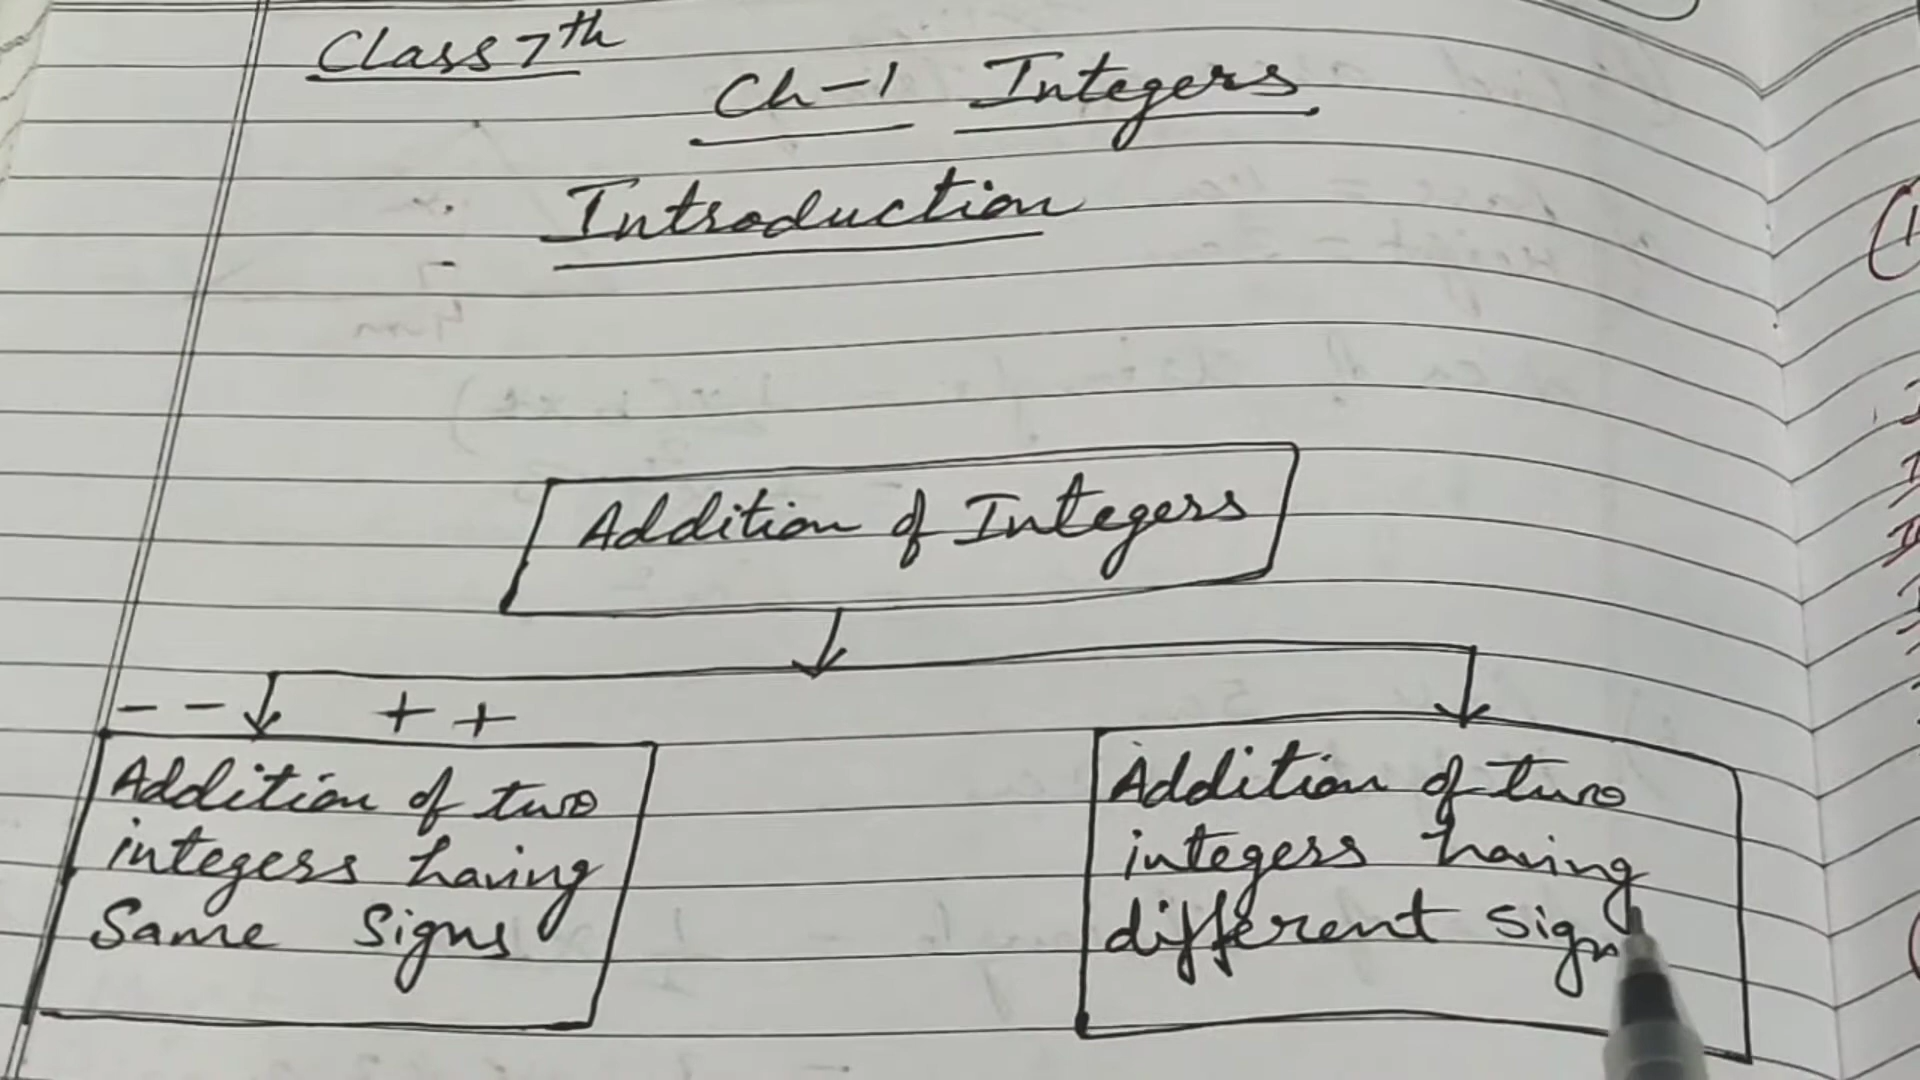 Class 7th
Ch-1 Integers
Introduction
Addition of Integers
- - + +
Addition of two
integers having
Same Signs
Addition of two
integers having
different sign